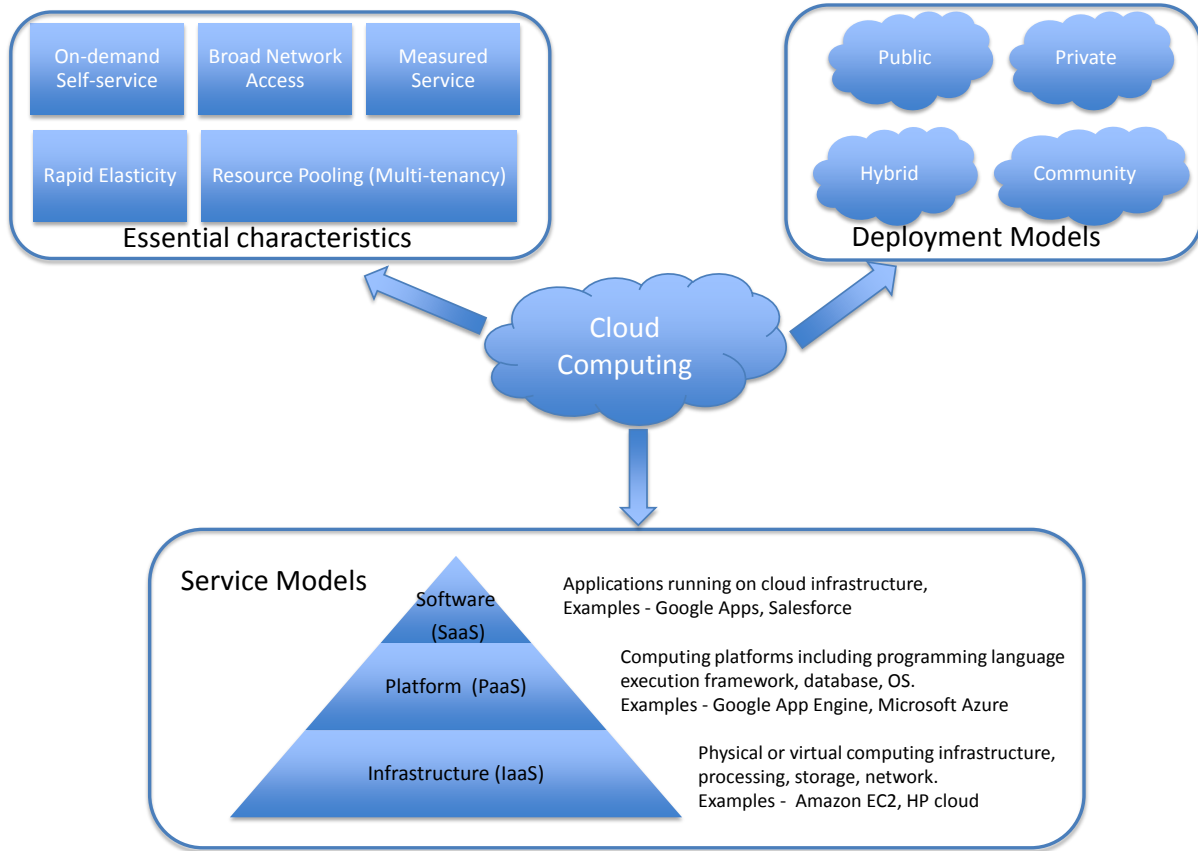 On-demand
Self-service
Broad Network
Access
Measured
Service
Rapid Elasticity
Resource Pooling (Multi-tenancy)
Essential characteristics
Public
Private
Hybrid
Community
Deployment Models
Cloud
Computing
Service Models
Software
(SaaS)
Applications running on cloud infrastructure,
Examples - Google Apps, Salesforce
Platform (PaaS)
Computing platforms including programming language
execution framework, database, OS.
Examples - Google App Engine, Microsoft Azure
Infrastructure (IaaS)
Physical or virtual computing infrastructure,
processing, storage, network.
Examples - Amazon EC2, HP cloud